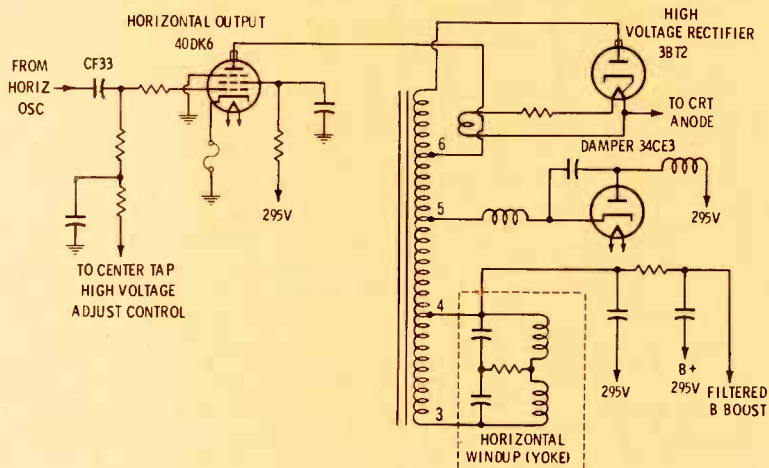 HORIZONTAL OUTPUT
40DK6
HIGH
VOLTAGE RECTIFIER
3BT2
FROM
HORIZ
OSC
CF33
TO CRT
ANODE
6
DAMPER 34CE3
5
295V
295V
TO CENTER TAP
HIGH VOLTAGE
ADJUST CONTROL
4
3
295V
B+
295V
FILTERED
B BOOST
HORIZONTAL
WINDUP (YOKE)